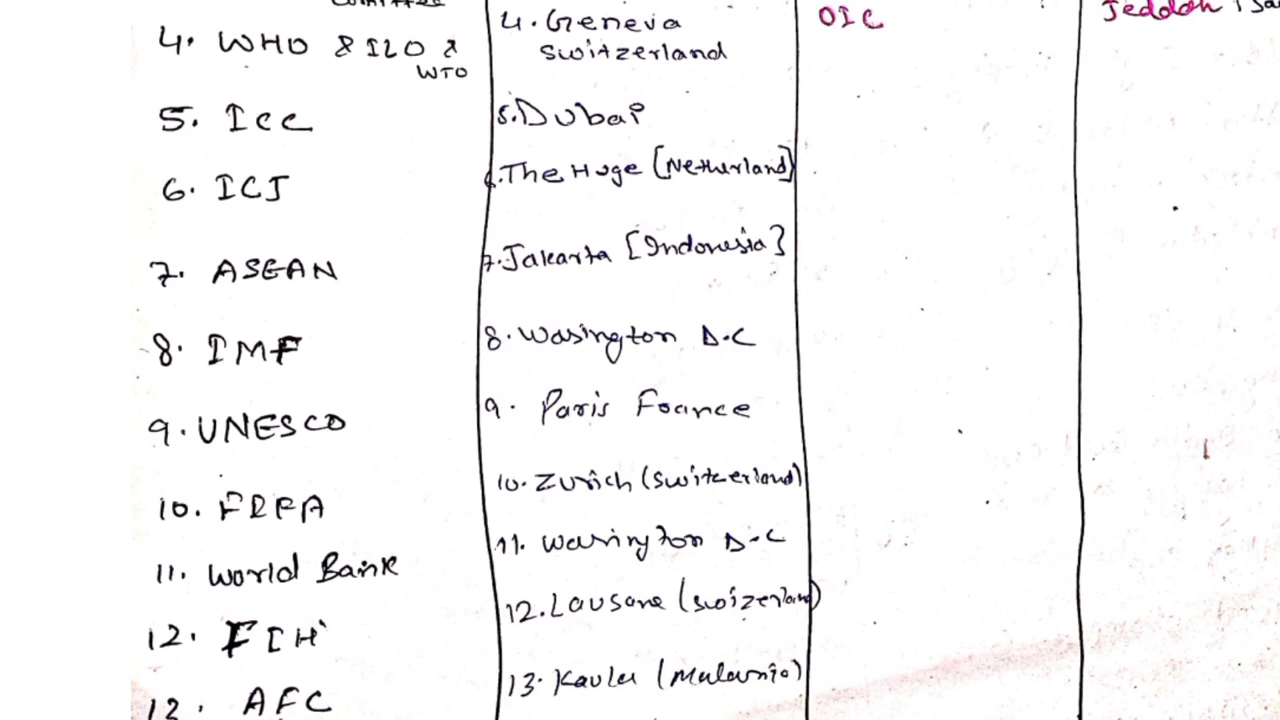 4. WHO & ILO &
WTO
4. Geneva
Switzerland
OIC
Jeddah
5. ICC
5. Dubai
6. ICJ
6. The Huge [Netherland]
7. ASEAN
7. Jakarta [Indonesia]
8. IMF
8. Wasington D.C
9. UNESCO
9. Paris France
10. FIFA
10. Zurich (Switzerland)
11. World Bank
11. Wasington D.C
12. FIH
12. Lausane (Swizerland)
13. AFC
13. Kaula (Malaysia)